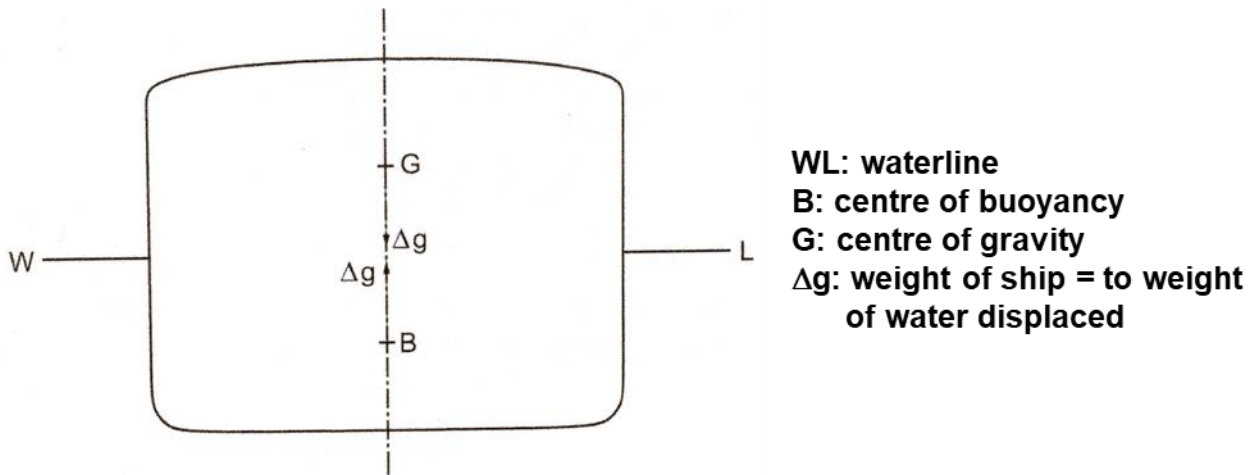 G
WL: waterline
B: centre of buoyancy
G: centre of gravity
Δg: weight of ship = to weight
of water displaced
Δg
W
L
Δg
B